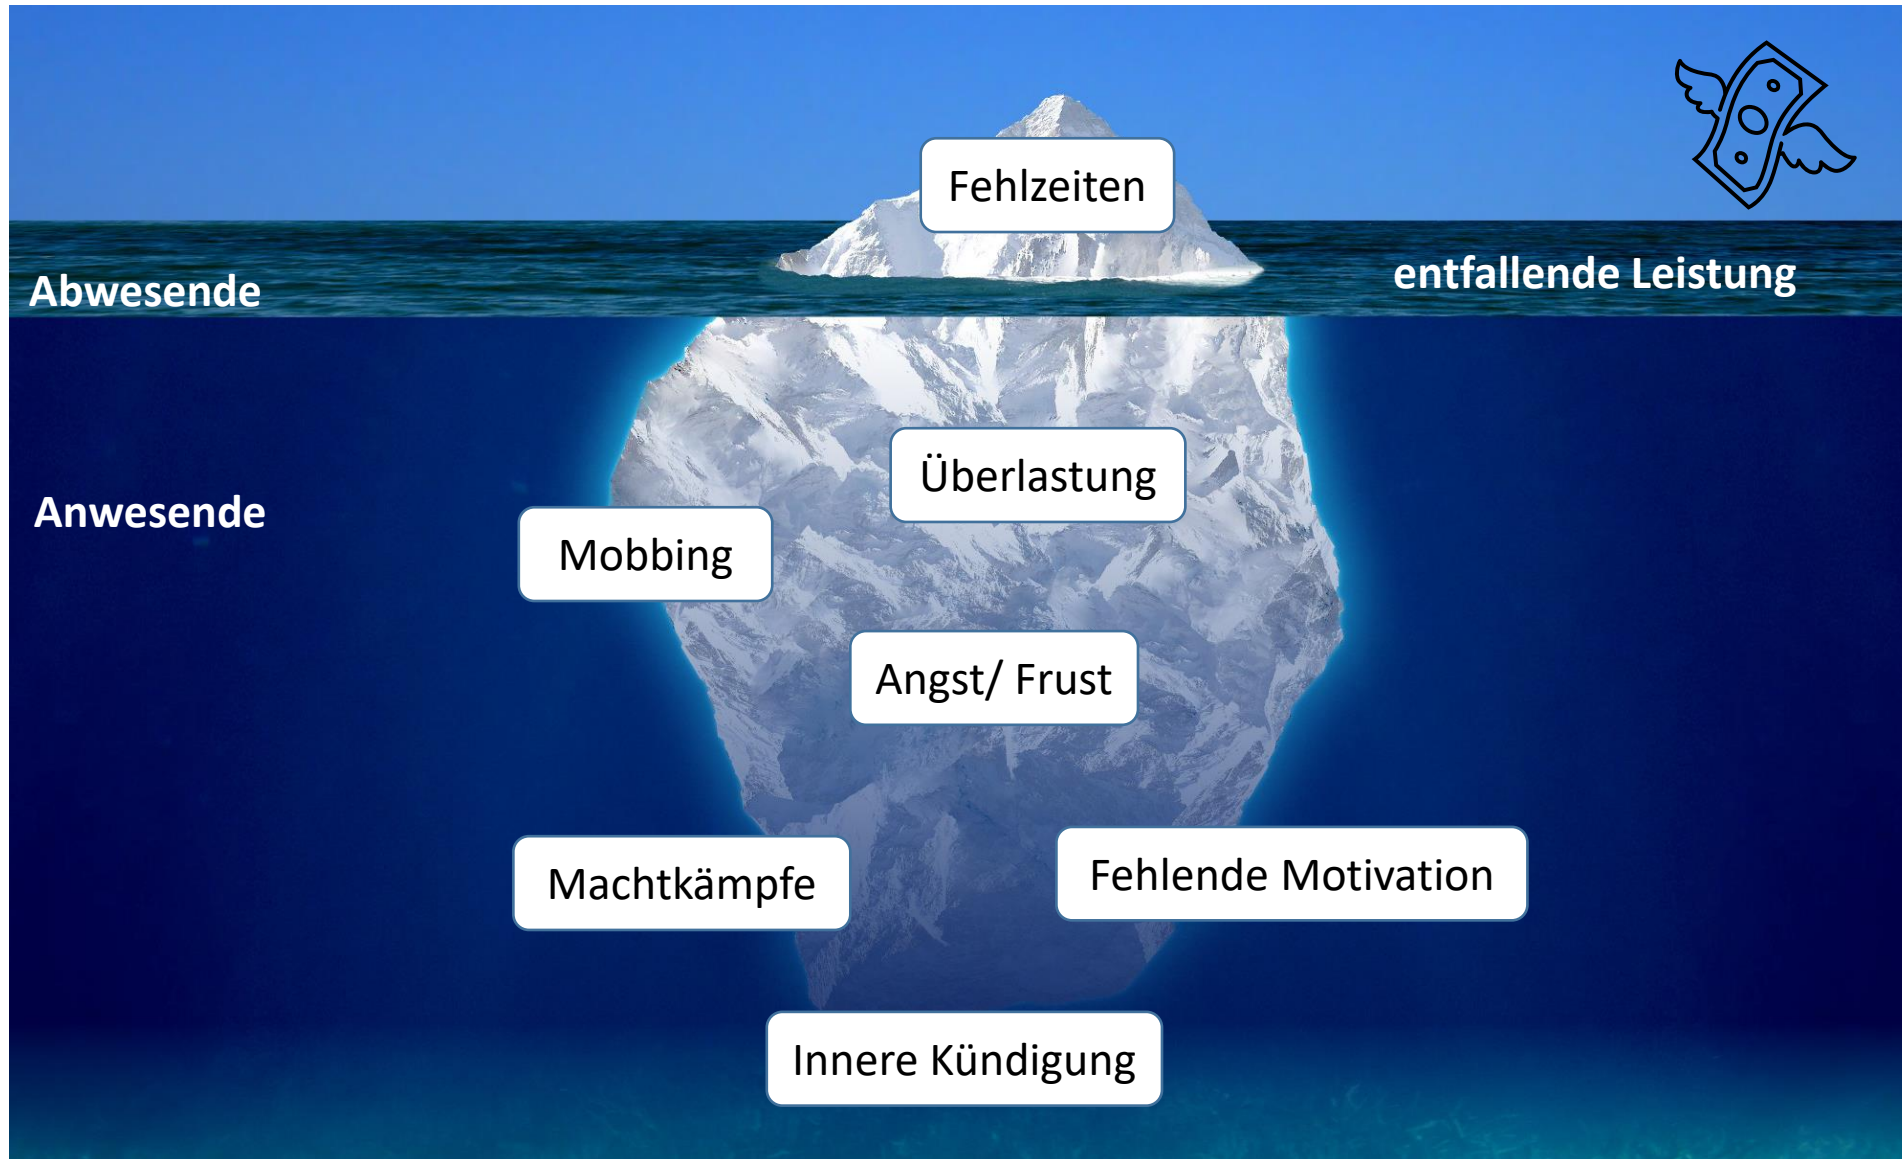 Fehlzeiten
Abwesende
entfallende Leistung
Überlastung
Anwesende
Mobbing
Angst/ Frust
Machtkämpfe
Fehlende Motivation
Innere Kündigung